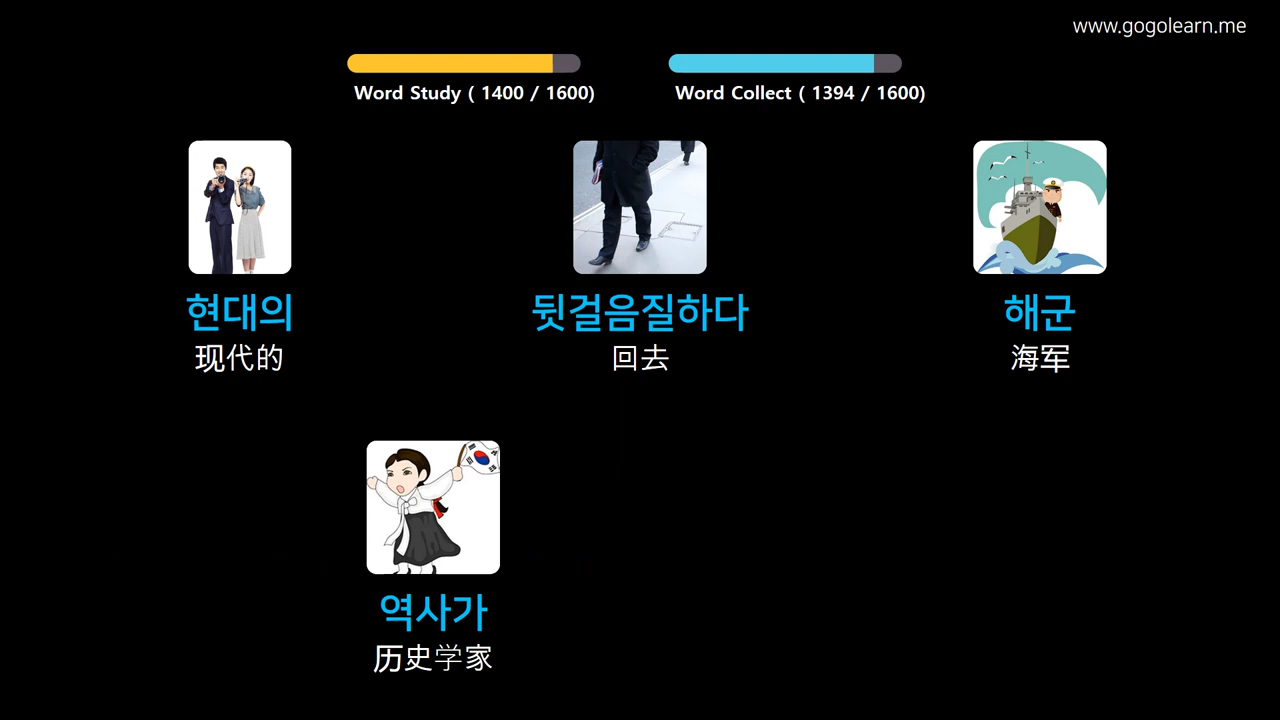 www.gogolearn.me
Word Study ( 1400 / 1600)
Word Collect ( 1394 / 1600)
현대의
现代的
뒷걸음질하다
回去
해군
海军
역사가
历史学家